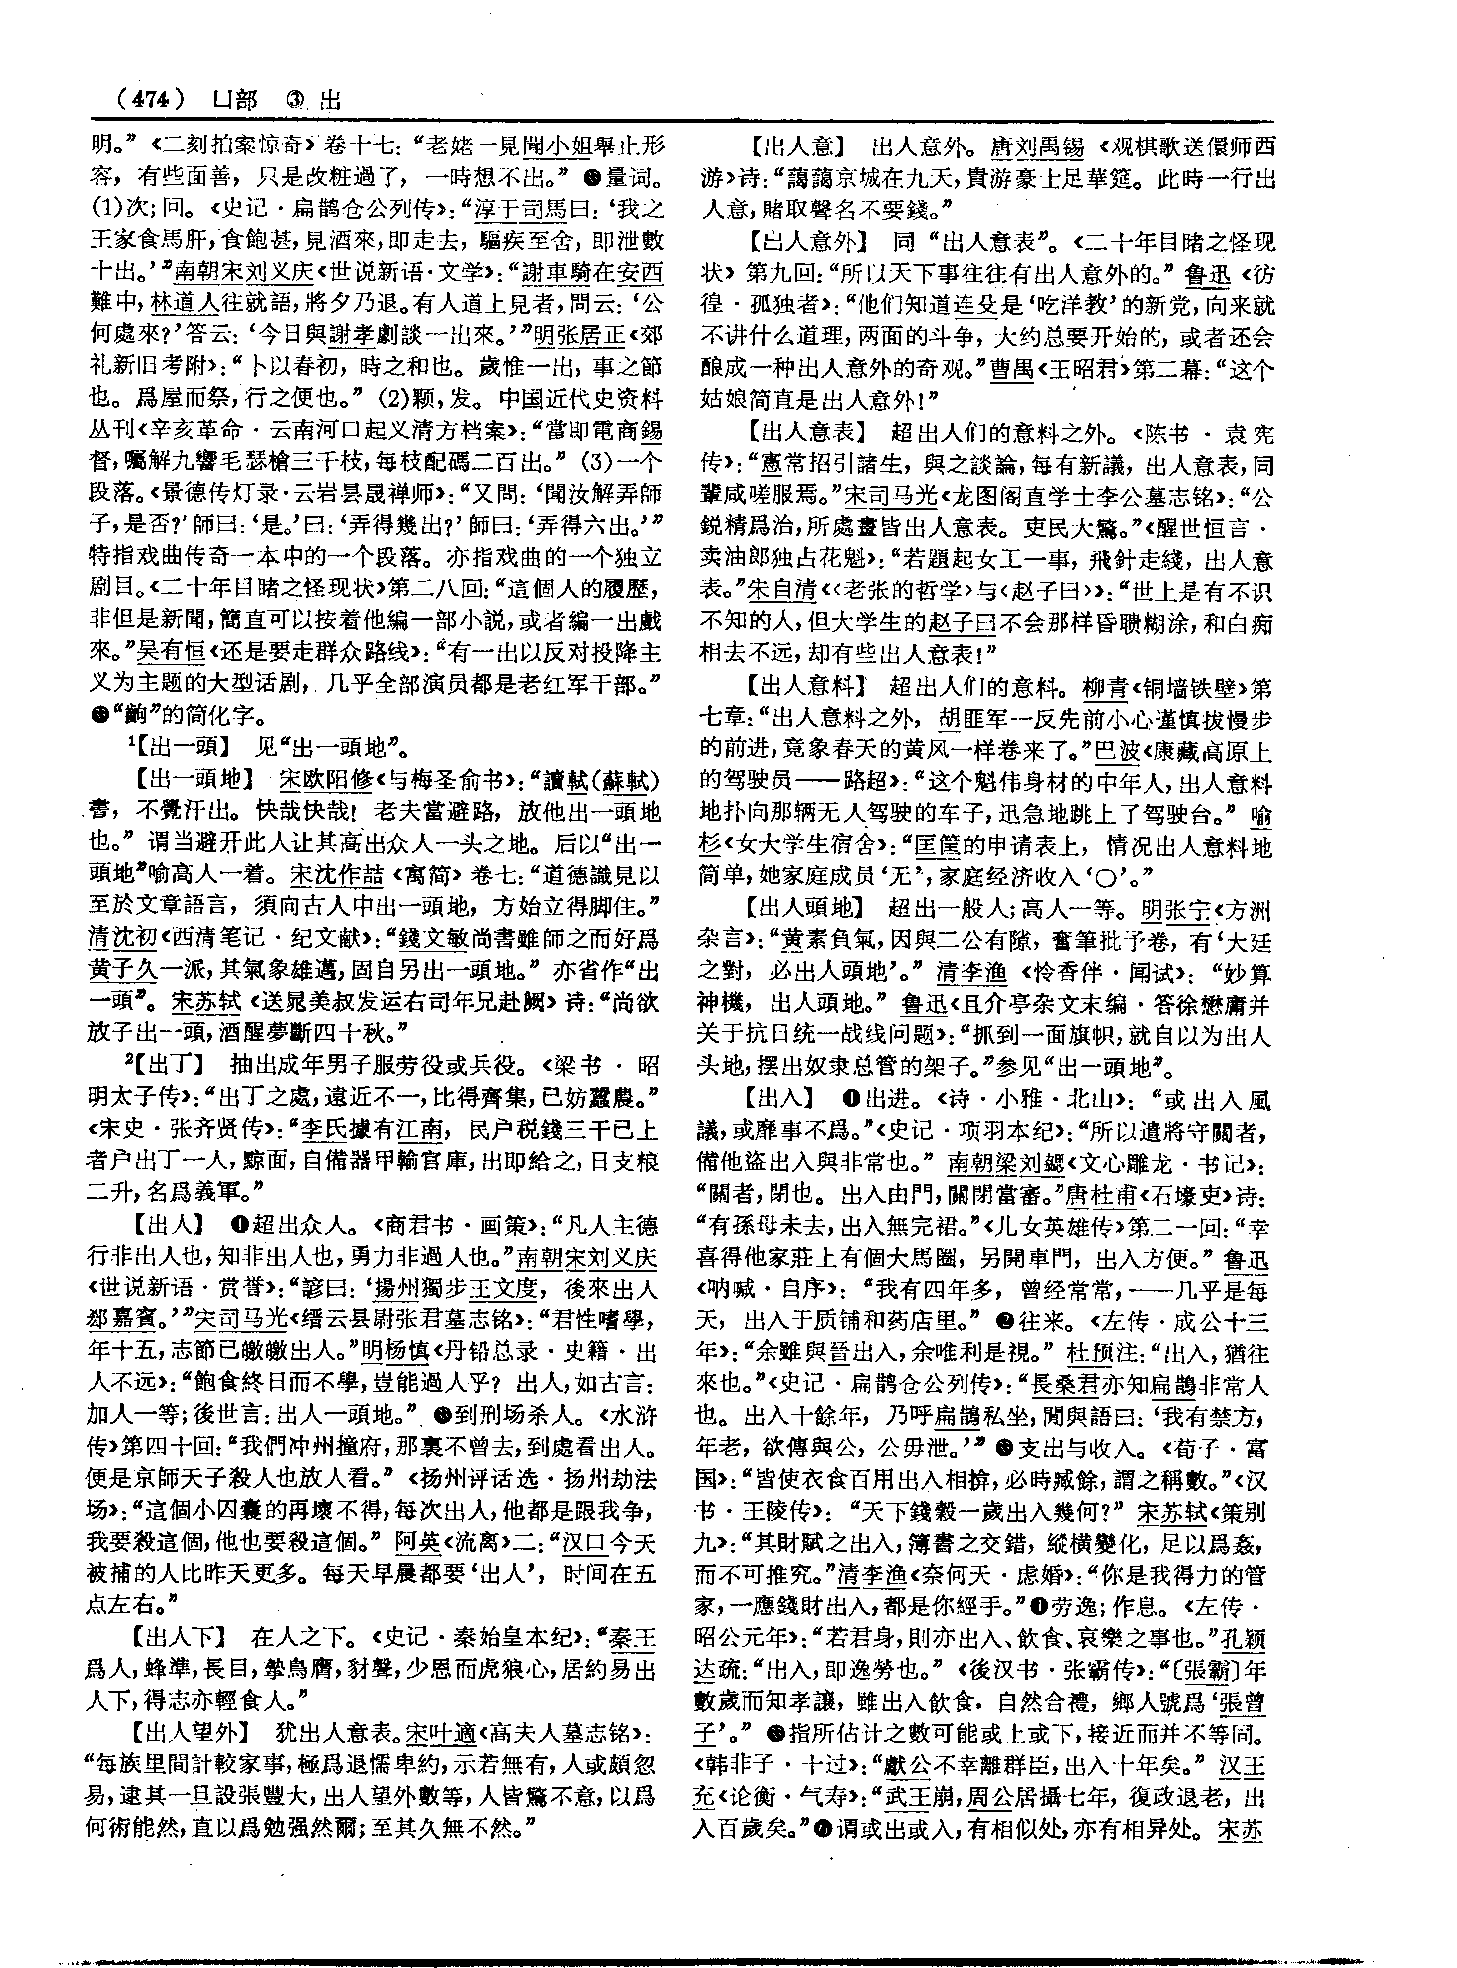 (474) 凵部 ③ 出
明。”《二刻拍案惊奇》卷十七：“老姥一見聞小姐舉止形
容，有些面善，只是改粧過了，一時想不出。”量词。
(1)次；回。《史记·扁鹊仓公列传》：“淳于司馬曰：‘我之
王家食馬肝，食飽甚，見酒來，即走去，驅疾至舍，即泄數
十出。’”南朝宋刘义庆《世说新语·文学》：“謝車騎在安西
艱中，林道人往就語，將夕乃退。有人道上見者，問云：‘公
何處來？’答云：‘今日與謝孝劇談一出來。’”明张居正《郊
礼新旧考附》：“卜以春初，時之和也。歲惟一出，事之節
也。爲屋而祭，行之便也。”(2)颗，发。中国近代史资料
丛刊《辛亥革命·云南河口起义清方档案》：“當即電商錫
督，囑解九響毛瑟槍三千枝，每枝配碼二百出。”(3)一个
段落。《景德传灯录·云岩昙晟禅师》：“又問：‘聞汝解弄師
子，是否？’師曰：‘是。’曰：‘弄得幾出？’師曰：‘弄得六出。’”
特指戏曲传奇一本中的一个段落。亦指戏曲的一个独立
剧目。《二十年目睹之怪现状》第二八回：“這個人的履歷，
非但是新聞，簡直可以按着他編一部小說，或者編一出戲
來。”吴有恒《还是要走群众路线》：“有一出以反对投降主
义为主题的大型话剧，几乎全部演员都是老红军干部。”
“齣”的简化字。
¹【出一頭】 见“出一頭地”。
【出一頭地】 宋欧阳修《与梅圣俞书》：“讀軾(蘇軾)
書，不覺汗出。快哉快哉！老夫當避路，放他出一頭地
也。”谓当避开此人让其高出众人一头之地。后以“出一
頭地”喻高人一着。宋沈作喆《寓简》卷七：“道德識見以
至於文章語言，須向古人中出一頭地，方始立得脚住。”
清沈初《西清笔记·纪文献》：“錢文敏尚書雖師之而好爲
黄子久一派，其氣象雄邁，固自另出一頭地。”亦省作“出
一頭”。宋苏轼《送晁美叔发运右司年兄赴阙》诗：“尚欲
放子出一頭，酒醒夢斷四十秋。”
²【出丁】 抽出成年男子服劳役或兵役。《梁书·昭
明太子传》：“出丁之處，遠近不一，比得齊集，已妨蠶農。”
《宋史·张齐贤传》：“李氏據有江南，民户税錢三千已上
者户出丁一人，黥面，自備器甲輸官庫，出即給之，日支粮
二升，名爲義軍。”
【出人】 ❶超出众人。《商君书·画策》：“凡人主德
行非出人也，知非出人也，勇力非過人也。”南朝宋刘义庆
《世说新语·赏誉》：“諺曰：‘揚州獨步王文度，後來出人
郄嘉賓。’”宋司马光《缙云县尉张君墓志铭》：“君性嗜學，
年十五，志節已皦皦出人。”明杨慎《丹铅总录·史籍·出
人不远》：“飽食終日而不學，豈能過人乎？出人，如古言：
加人一等；後世言：出人一頭地。”❷到刑场杀人。《水浒
传》第四十回：“我們冲州撞府，那裏不曾去，到處看出人。
便是京師天子殺人也放人看。”《扬州评话选·扬州劫法
场》：“這個小囚囊的再壞不得，每次出人，他都是跟我争，
我要殺這個，他也要殺這個。”阿英《流离》二：“汉口今天
被捕的人比昨天更多。每天早晨都要‘出人’，时间在五
点左右。”
【出人下】 在人之下。《史记·秦始皇本纪》：“秦王
爲人，蜂準，長目，摯鳥膺，豺聲，少恩而虎狼心，居約易出
人下，得志亦輕食人。”
【出人望外】 犹出人意表。宋叶適《高夫人墓志铭》：
“每族里間計較家事，極爲退懦卑約，示若無有，人或頗忽
易，逮其一旦設張豐大，出人望外數等，人皆驚不意，以爲
何術能然，直以爲勉强然爾；至其久無不然。”
【出人意】 出人意外。唐刘禹锡《观棋歌送儇师西
游》诗：“藹藹京城在九天，貴游豪士足華筵。此時一行出
人意，賭取聲名不要錢。”
【出人意外】 同“出人意表”。《二十年目睹之怪现
状》第九回：“所以天下事往往有出人意外的。”鲁迅《彷
徨·孤独者》：“他们知道连殳是‘吃洋教’的新党，向来就
不讲什么道理，两面的斗争，大约总要开始的，或者还会
酿成一种出人意外的奇观。”曹禺《王昭君》第二幕：“这个
姑娘简直是出人意外！”
【出人意表】 超出人们的意料之外。《陈书·袁宪
传》：“憲常招引諸生，與之談論，每有新議，出人意表，同
輩咸嗟服焉。”宋司马光《龙图阁直学士李公墓志铭》：“公
鋭精爲治，所處畫皆出人意表。吏民大驚。”《醒世恒言·
卖油郎独占花魁》：“若題起女工一事，飛針走綫，出人意
表。”朱自清《〈老张的哲学〉与〈赵子曰〉》：“世上是有不识
不知的人，但大学生的赵子曰不会那样昏聩糊涂，和白痴
相去不远，却有些出人意表！”
【出人意料】 超出人们的意料。柳青《铜墙铁壁》第
七章：“出人意料之外，胡匪军一反先前小心谨慎拔慢步
的前进，竟象春天的黄风一样卷来了。”巴波《康藏高原上
的驾驶员——路超》：“这个魁伟身材的中年人，出人意料
地扑向那辆无人驾驶的车子，迅急地跳上了驾驶台。”喻
杉《女大学生宿舍》：“匡筐的申请表上，情况出人意料地
简单，她家庭成员‘无’，家庭经济收入‘○’。”
【出人頭地】 超出一般人；高人一等。明张宁《方洲
杂言》：“黄素負氣，因與二公有隙，奮筆批予卷，有‘大廷
之對，必出人頭地’。”清李渔《怜香伴·闱试》：“妙算
神機，出人頭地。”鲁迅《且介亭杂文末编·答徐懋庸并
关于抗日统一战线问题》：“抓到一面旗帜，就自以为出人
头地，摆出奴隶总管的架子。”参见“出一頭地”。
【出入】 ❶出进。《诗·小雅·北山》：“或出入風
議，或靡事不爲。”《史记·项羽本纪》：“所以遣將守關者，
備他盗出入與非常也。”南朝梁刘勰《文心雕龙·书记》：
“關者，閉也。出入由門，關閉當審。”唐杜甫《石壕吏》诗：
“有孫母未去，出入無完裙。”《儿女英雄传》第二一回：“幸
喜得他家莊上有個大馬圈，另開車門，出入方便。”鲁迅
《呐喊·自序》：“我有四年多，曾经常常，——几乎是每
天，出入于质铺和药店里。”❷往来。《左传·成公十三
年》：“余雖與晉出入，余唯利是視。”杜预注：“出入，猶往
來也。”《史记·扁鹊仓公列传》：“長桑君亦知扁鵲非常人
也。出入十餘年，乃呼扁鵲私坐，閒與語曰：‘我有禁方，
年老，欲傳與公，公毋泄。’”❸支出与收入。《荀子·富
国》：“皆使衣食百用出入相揜，必時臧餘，謂之稱數。”《汉
书·王陵传》：“天下錢穀一歲出入幾何？”宋苏轼《策别
九》：“其財賦之出入，簿書之交錯，縱横變化，足以爲姦，
而不可推究。”清李渔《奈何天·虑婚》：“你是我得力的管
家，一應錢財出入，都是你經手。”❹劳逸；作息。《左传·
昭公元年》：“若君身，則亦出入、飲食、哀樂之事也。”孔颖
达疏：“出入，即逸勞也。”《後汉书·张霸传》：“〔張霸〕年
數歲而知孝讓，雖出入飲食，自然合禮，鄉人號爲‘張曾
子’。”❺指所估计之數可能或上或下，接近而并不等同。
《韩非子·十过》：“獻公不幸離群臣，出入十年矣。”汉王
充《论衡·气寿》：“武王崩，周公居攝七年，復政退老，出
入百歲矣。”❻谓或出或入，有相似处，亦有相异处。宋苏